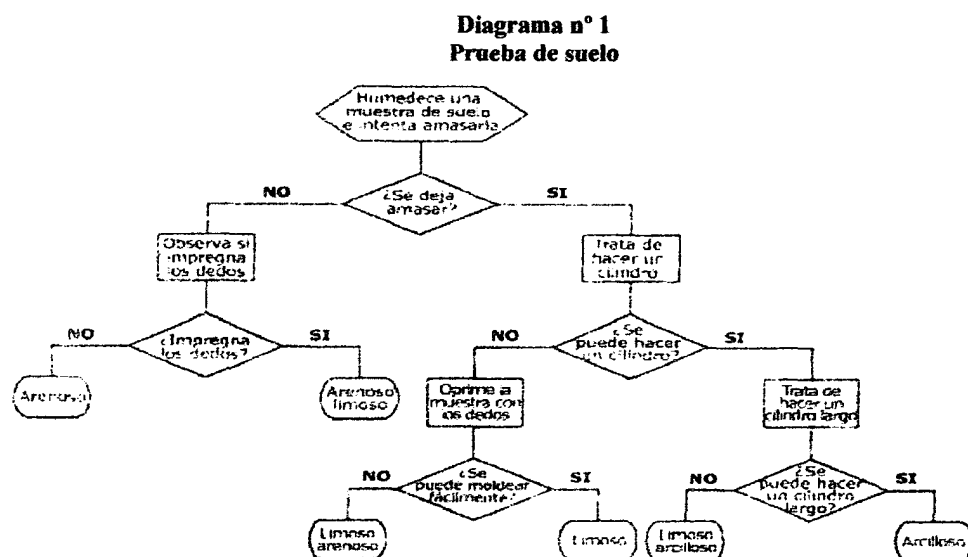 Diagrama nº 1
Prueba de suelo
Humedece una
muestra de suelo
e intenta amasarla
NO
¿Se deja
amasar?
SI
Observa si
impregna
los dedos
Trata de
hacer un
cilindro
NO
¿Impregna
los dedos?
SI
NO
¿Se
puede hacer
un cilindro?
SI
Arenoso
Arenoso
limoso
Oprime la
muestra con
los dedos
Trata de
hacer un
cilindro largo
NO
¿Se
puede moldear
fácilmente?
SI
NO
¿Se
puede hacer
un cilindro
largo?
SI
Limoso
arenoso
Limoso
Limoso
arcilloso
Arcilloso